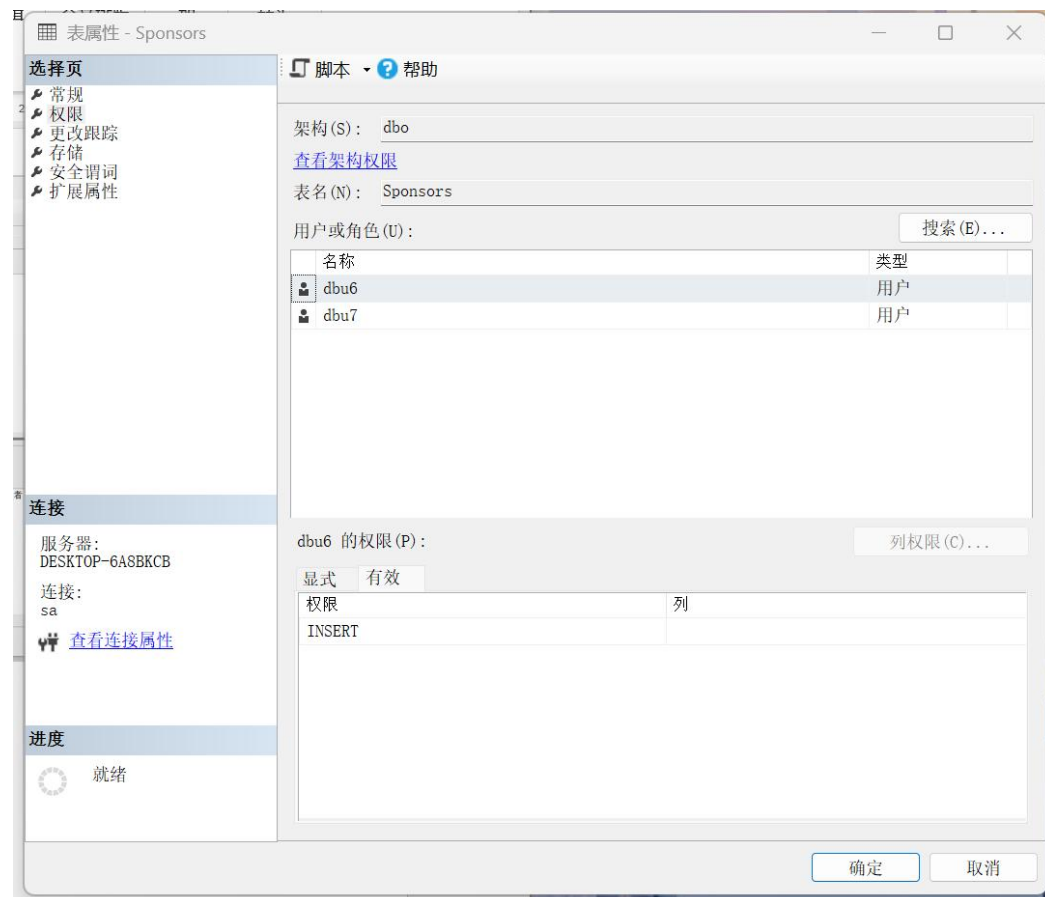 表属性 - Sponsors
选择页
常规
权限
更改跟踪
存储
安全谓词
扩展属性
脚本 帮助
架构(S): dbo
查看架构权限
表名(N): Sponsors
用户或角色(U):
搜索(E)...
名称 类型
dbu6 用户
dbu7 用户
连接
服务器:
DESKTOP-6A8BKCB
连接:
sa
查看连接属性
进度
就绪
dbu6 的权限(P):
列权限(C)...
显式 有效
权限 列
INSERT
确定 取消